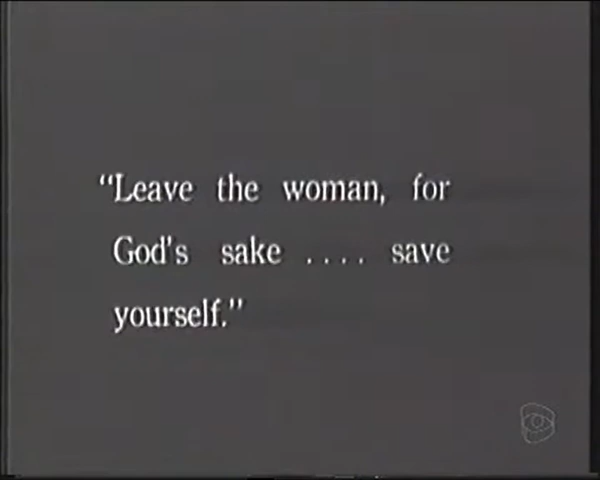 “Leave the woman, for
God's sake .... save
yourself.”